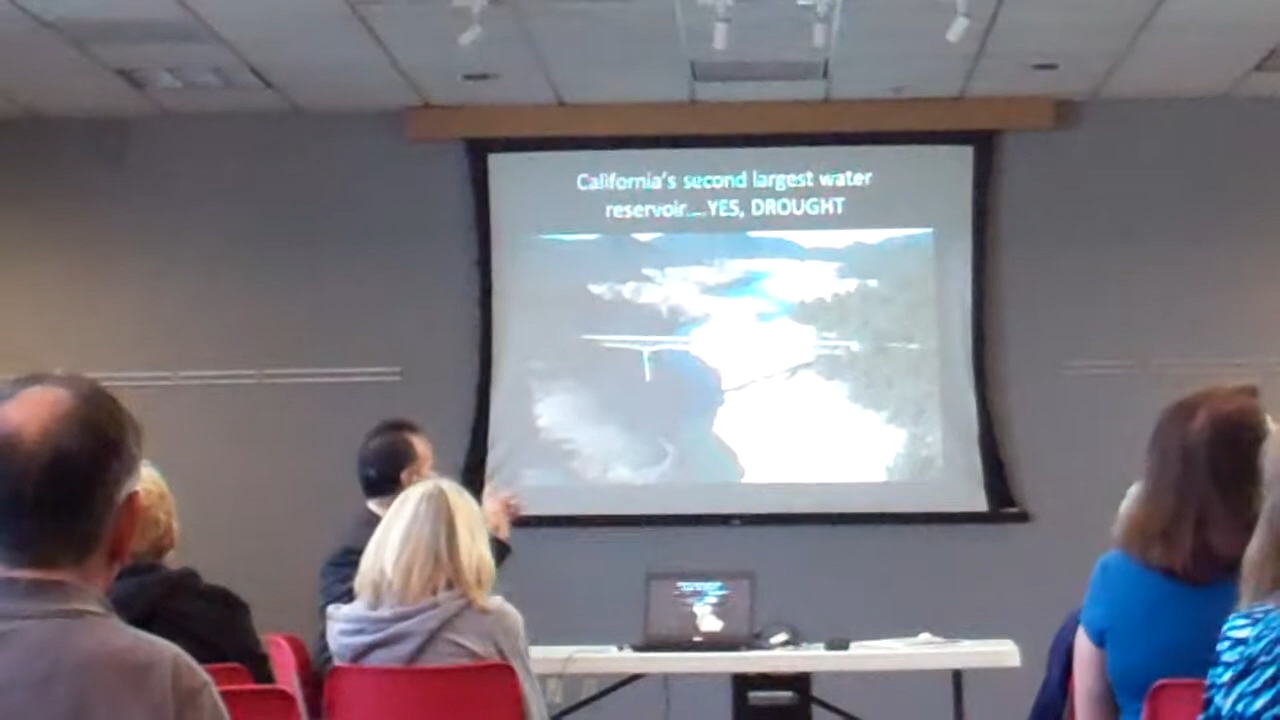 California's second largest water
reservoir....YES, DROUGHT